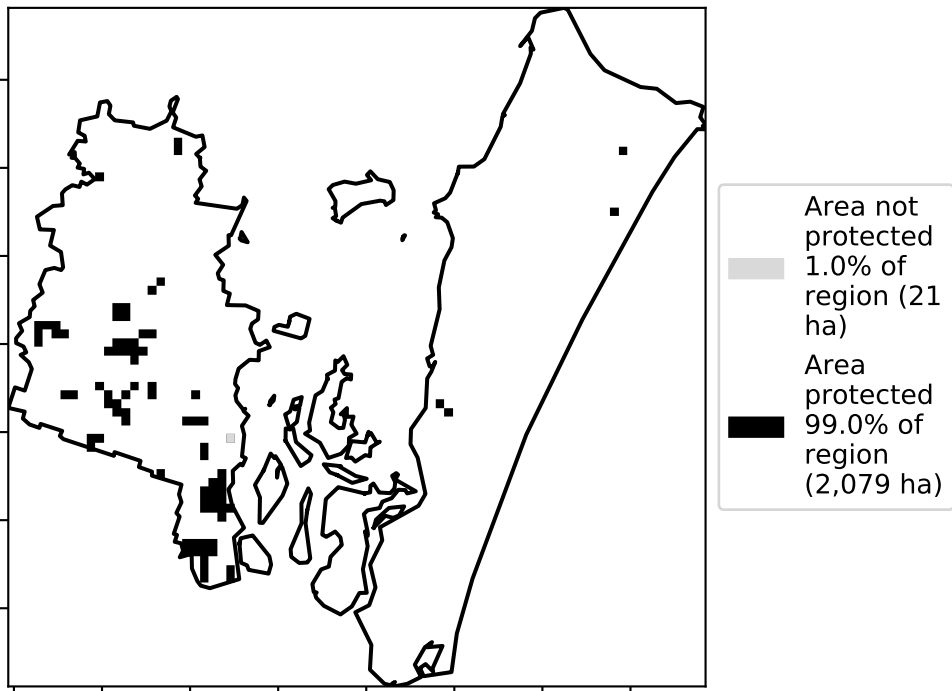 Area not
protected
1.0% of
region (21
ha)
Area
protected
99.0% of
region
(2,079 ha)